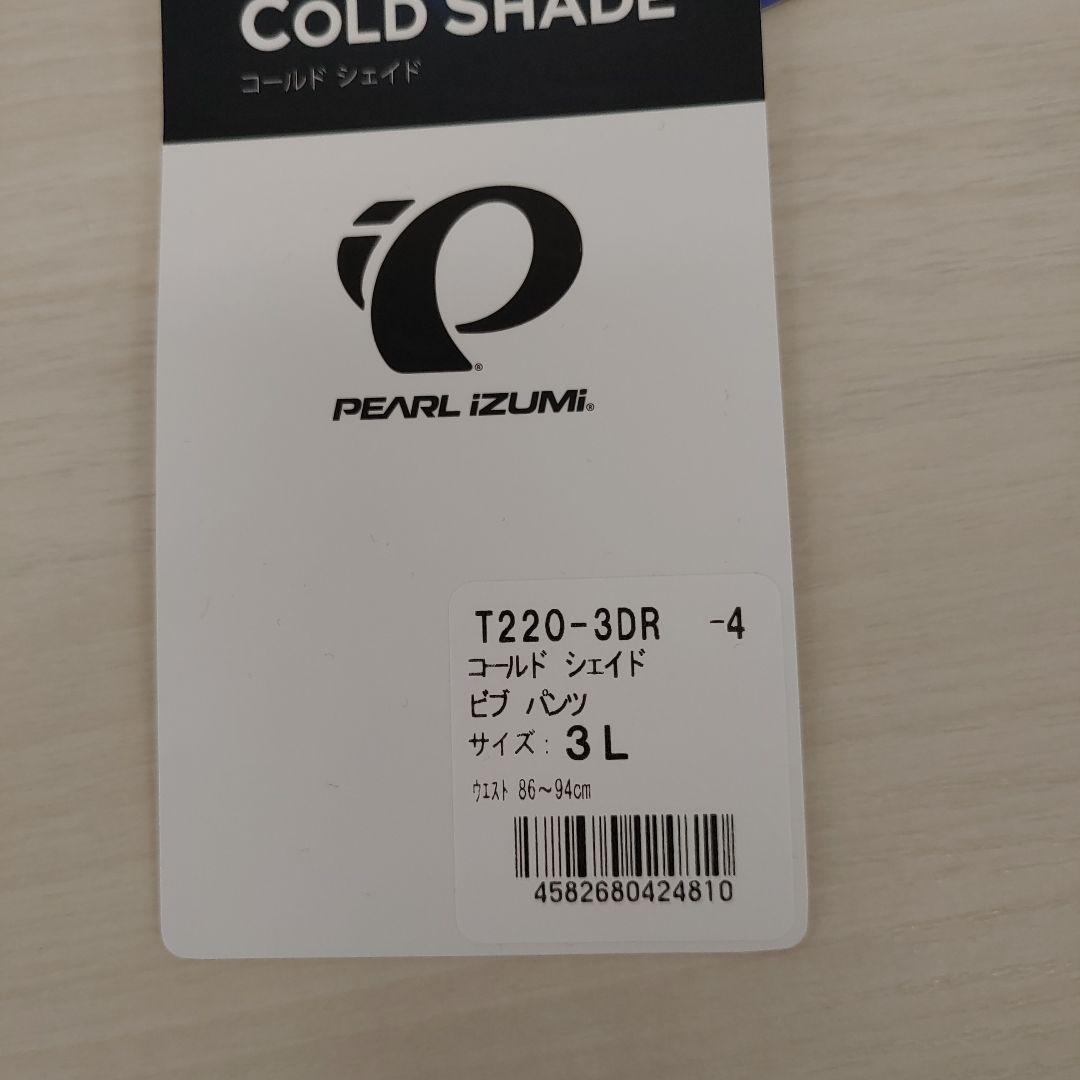 COLD SHADE
コールド シェイド
PEARL iZUMi®
T220-3DR -4
コールド シェイド
ビブ パンツ
サイズ: 3L
ウエスト 86～94cm
4582680424810